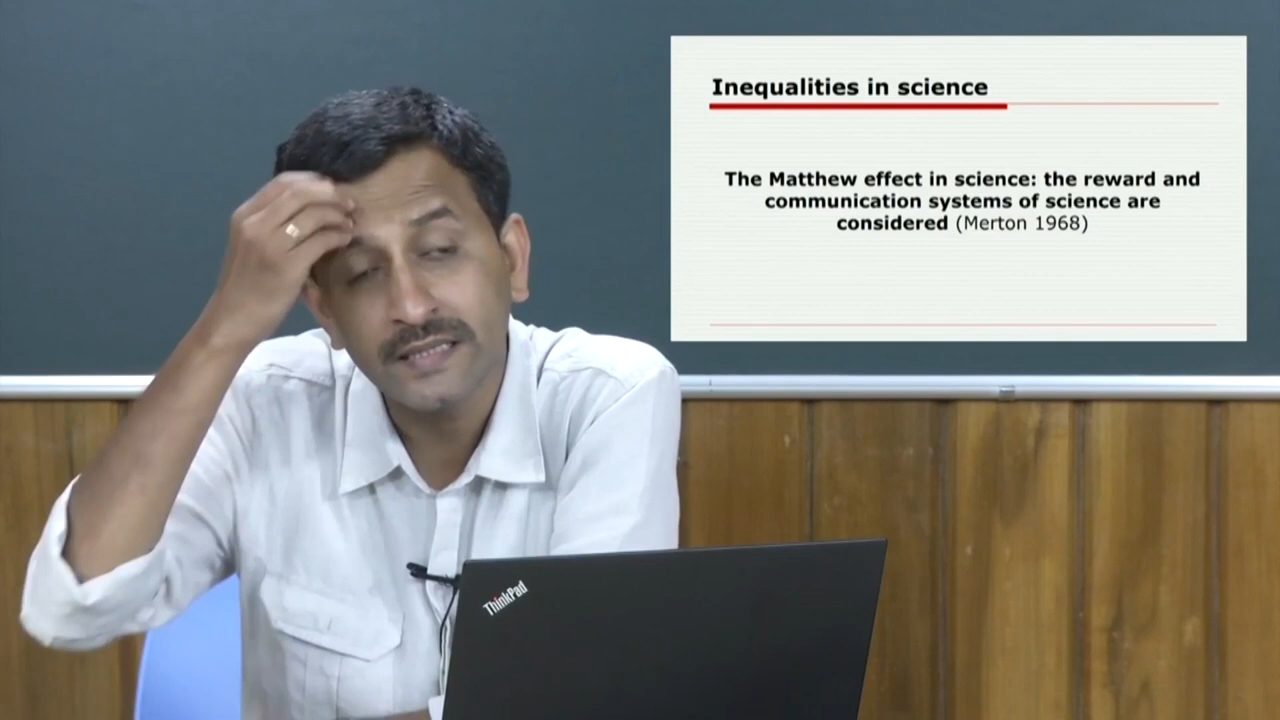 Inequalities in science
The Matthew effect in science: the reward and
communication systems of science are
considered (Merton 1968)
ThinkPad